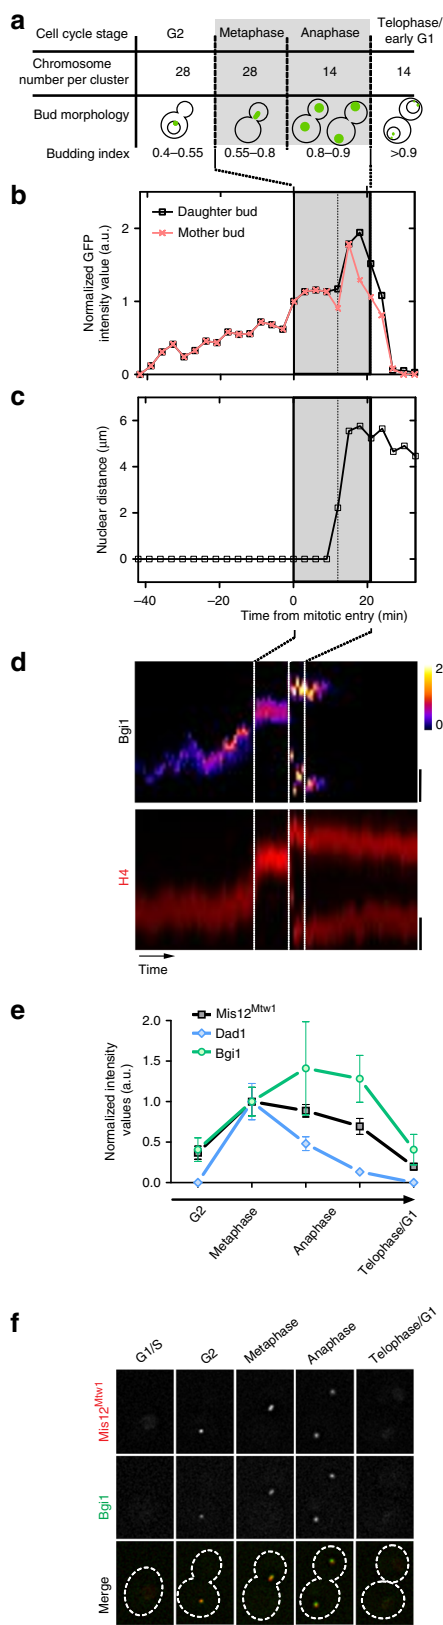 a
Cell cycle stage G2 Metaphase Anaphase Telophase/early G1
Chromosome number per cluster 28 28 14 14
Bud morphology
Budding index 0.4–0.55 0.55–0.8 0.8–0.9 >0.9
b
Normalized GFP intensity value (a.u.)
2
1
0
Daughter bud
Mother bud
c
Nuclear distance (μm)
6
4
2
0
−40 −20 0 20
Time from mitotic entry (min)
d
Bgi1
2
0
H4
Time
e
Normalized intensity values (a.u.)
2.0
1.5
1.0
0.5
0.0
Mis12^Mtw1
Dad1
Bgi1
G2 Metaphase Anaphase Telophase/G1
f
G1/S G2 Metaphase Anaphase Telophase/G1
Mis12^Mtw1
Bgi1
Merge